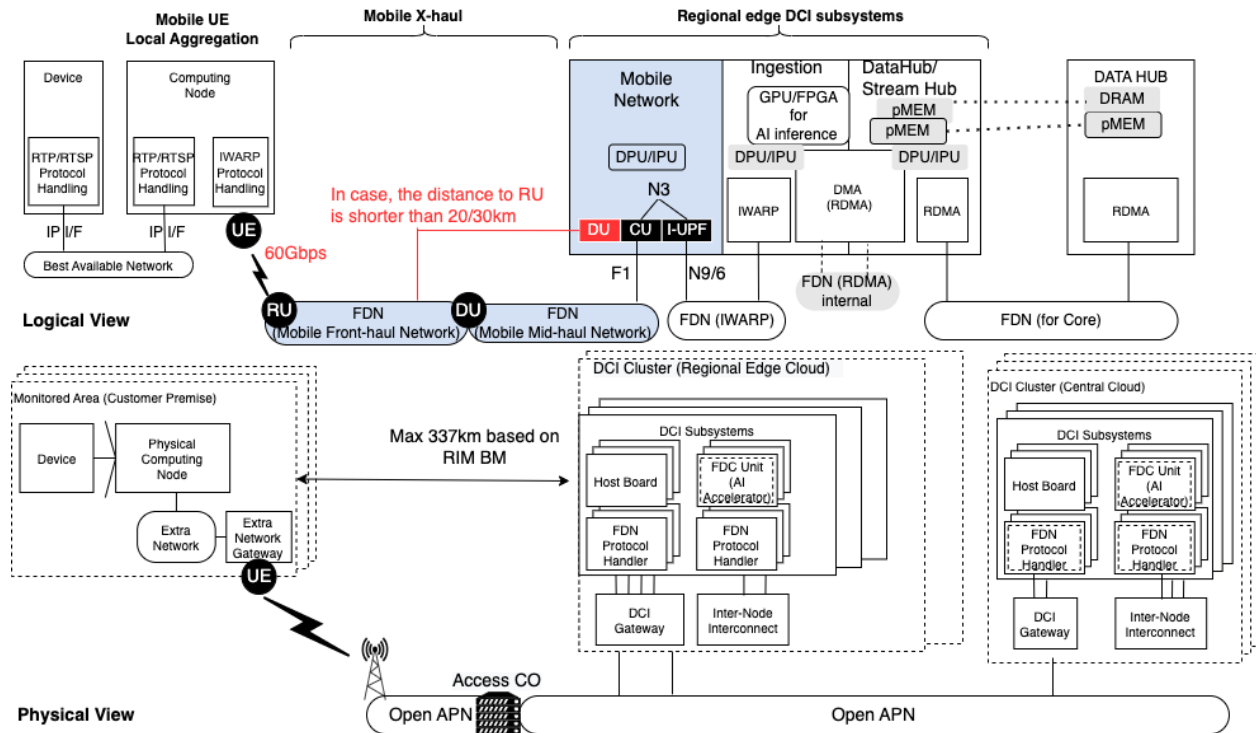 Mobile UE
Local Aggregation
Mobile X-haul
Regional edge DCI subsystems
Device
RTP/RTSP
Protocol
Handling
Computing
Node
RTP/RTSP
Protocol
Handling
IWARP
Protocol
Handling
IP I/F
IP I/F
UE
Best Available Network
60Gbps
In case, the distance to RU
is shorter than 20/30km
Mobile
Network
DPU/IPU
N3
DU
CU
I-UPF
F1
N9/6
Ingestion
GPU/FPGA
for
AI inference
DPU/IPU
IWARP
DataHub/
Stream Hub
pMEM
pMEM
DPU/IPU
DMA
(RDMA)
RDMA
DATA HUB
DRAM
pMEM
RDMA
FDN (RDMA)
internal
RU
FDN
(Mobile Front-haul Network)
DU
FDN
(Mobile Mid-haul Network)
FDN (IWARP)
FDN (for Core)
Logical View
Monitored Area (Customer Premise)
Device
Physical
Computing
Node
Extra
Network
Extra
Network
Gateway
UE
Max 337km based on
RIM BM
DCI Cluster (Regional Edge Cloud)
DCI Subsystems
Host Board
FDC Unit
(AI
Accelerator)
FDN
Protocol
Handler
FDN
Protocol
Handler
DCI
Gateway
Inter-Node
Interconnect
DCI Cluster (Central Cloud)
DCI Subsystems
Host Board
FDC Unit
(AI
Accelerator)
FDN
Protocol
Handler
FDN
Protocol
Handler
DCI
Gateway
Inter-Node
Interconnect
Access CO
Physical View
Open APN
Open APN